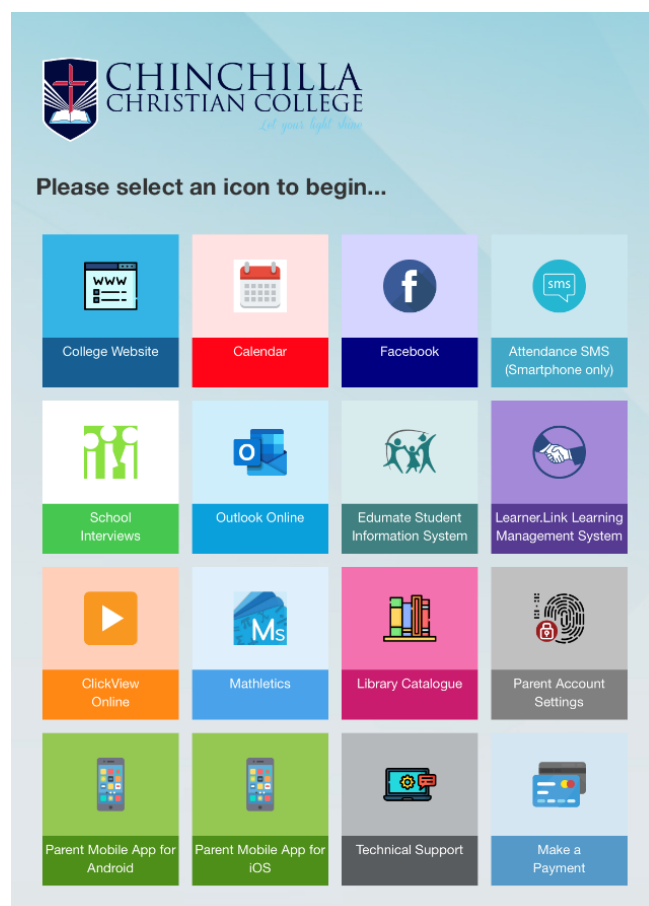 CHINCHILLA
CHRISTIAN COLLEGE
Let your light shine
Please select an icon to begin...
WWW
College Website
Calendar
f
Facebook
sms
Attendance SMS
(Smartphone only)
School
Interviews
O
Outlook Online
Edumate Student
Information System
Learner.Link Learning
Management System
ClickView
Online
Ms
Mathletics
Library Catalogue
Parent Account
Settings
Parent Mobile App for
Android
Parent Mobile App for
iOS
Technical Support
Make a
Payment